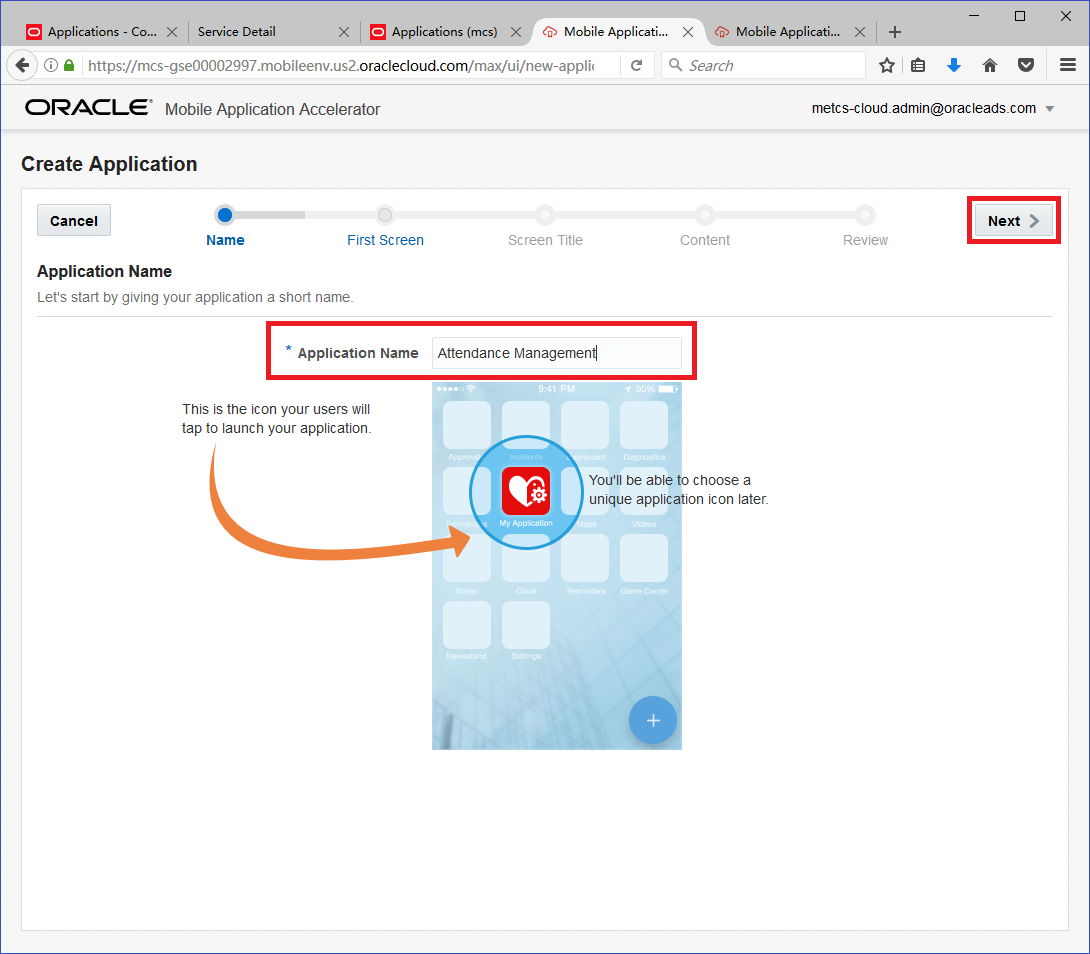 Applications - Co...
Service Detail
Applications (mcs)
Mobile Applicati...
Mobile Applicati...
https://mcs-gse00002997.mobileenv.us2.oraclecloud.com/max/ui/new-applic
Search
ORACLE Mobile Application Accelerator
metcs-cloud.admin@oracleads.com
Create Application
Cancel
Name
First Screen
Screen Title
Content
Review
Next
Application Name
Let's start by giving your application a short name.
* Application Name
Attendance Management
9:41 PM
90%
This is the icon your users will
tap to launch your application.
Incidents
Diagnostics
You'll be able to choose a
unique application icon later.
My Application
Maps
Videos
Notes
Clock
Reminders
Game Center
Newsstand
Settings